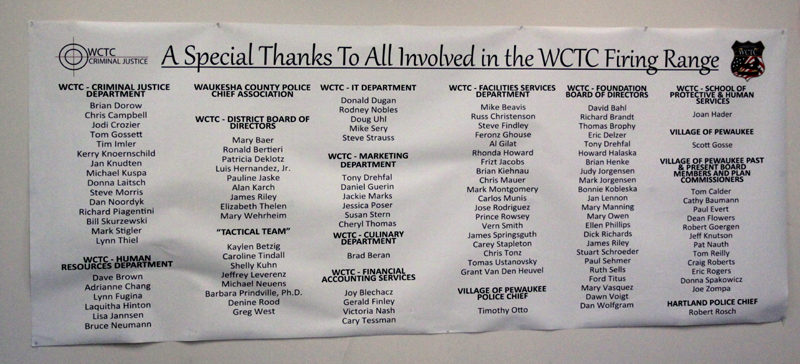 WCTC
CRIMINAL JUSTICE
A Special Thanks To All Involved in the WCTC Firing Range
WCTC
WCTC - CRIMINAL JUSTICE
DEPARTMENT
Brian Dorow
Chris Campbell
Jodi Crozier
Tom Gossett
Tim Imler
Kerry Knoernschild
Jan Knudten
Michael Kuspa
Donna Laitsch
Steve Morris
Dan Noordyk
Richard Piagentini
Bill Skurzewski
Mark Stigler
Lynn Thiel
WCTC - HUMAN
RESOURCES DEPARTMENT
Dave Brown
Adrianne Chang
Lynn Fugina
Laquitha Hinton
Lisa Jannsen
Bruce Neumann
WAUKESHA COUNTY POLICE
CHIEF ASSOCIATION
WCTC - DISTRICT BOARD OF
DIRECTORS
Mary Baer
Ronald Bertieri
Patricia Deklotz
Luis Hernandez, Jr.
Pauline Jaske
Alan Karch
James Riley
Elizabeth Thelen
Mary Wehrheim
"TACTICAL TEAM"
Kaylen Betzig
Caroline Tindall
Shelly Kuhn
Jeffrey Leverenz
Michael Nuevens
Barbara Prindville, Ph.D.
Denine Rood
Greg West
WCTC - IT DEPARTMENT
Donald Dugan
Rodney Nobles
Doug Uhl
Mike Sery
Steve Strauss
WCTC - MARKETING
DEPARTMENT
Tony Drehfal
Daniel Guerin
Jackie Marks
Jessica Poser
Susan Stern
Cheryl Thomas
WCTC - CULINARY
DEPARTMENT
Brad Beran
WCTC - FINANCIAL
ACCOUNTING SERVICES
Joy Blechacz
Gerald Finley
Victoria Nash
Cary Tessman
WCTC - FACILITIES SERVICES
DEPARTMENT
Mike Beavis
Russ Christenson
Steve Findley
Feronz Ghouse
Al Gilat
Rhonda Howard
Frizt Jacobs
Brian Kiehnau
Chris Mauer
Mark Montgomery
Carlos Munis
Jose Rodriguez
Prince Rowsey
Vern Smith
James Springsguth
Carey Stapleton
Chris Tonz
Tomas Ustanovsky
Grant Van Den Heuvel
VILLAGE OF PEWAUKEE
POLICE CHIEF
Timothy Otto
WCTC - FOUNDATION
BOARD OF DIRECTORS
David Bahl
Richard Brandt
Thomas Brophy
Eric Delzer
Tony Drehfal
Howard Halaska
Brian Henke
Judy Jorgensen
Mark Jorgensen
Bonnie Kobleska
Jan Lennon
Mary Manning
Mary Owen
Ellen Phillips
Dick Richards
James Riley
Stuart Schroeder
Paul Sehmer
Ruth Sells
Ford Titus
Mary Vasquez
Dawn Voigt
Dan Wolfgram
WCTC - SCHOOL OF
PROTECTIVE & HUMAN
SERVICES
Joan Hader
VILLAGE OF PEWAUKEE
Scott Gosse
VILLAGE OF PEWAUKEE PAST
& PRESENT BOARD
MEMBERS AND PLAN
COMMISSIONERS
Tom Calder
Cathy Baumann
Paul Evert
Dean Flowers
Robert Goergen
Jeff Knutson
Pat Nauth
Tom Reilly
Craig Roberts
Eric Rogers
Donna Spakowicz
Joe Zompa
HARTLAND POLICE CHIEF
Robert Rosch